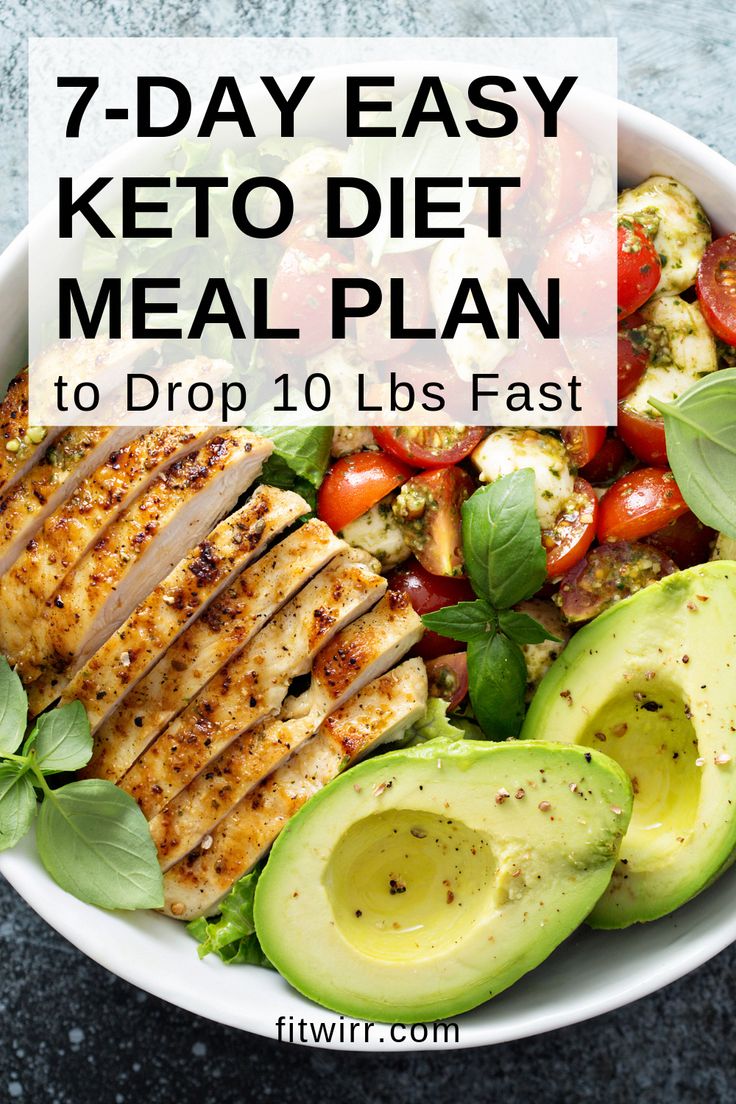 7-DAY EASY
KETO DIET
MEAL PLAN
to Drop 10 Lbs Fast
fitwirr.com